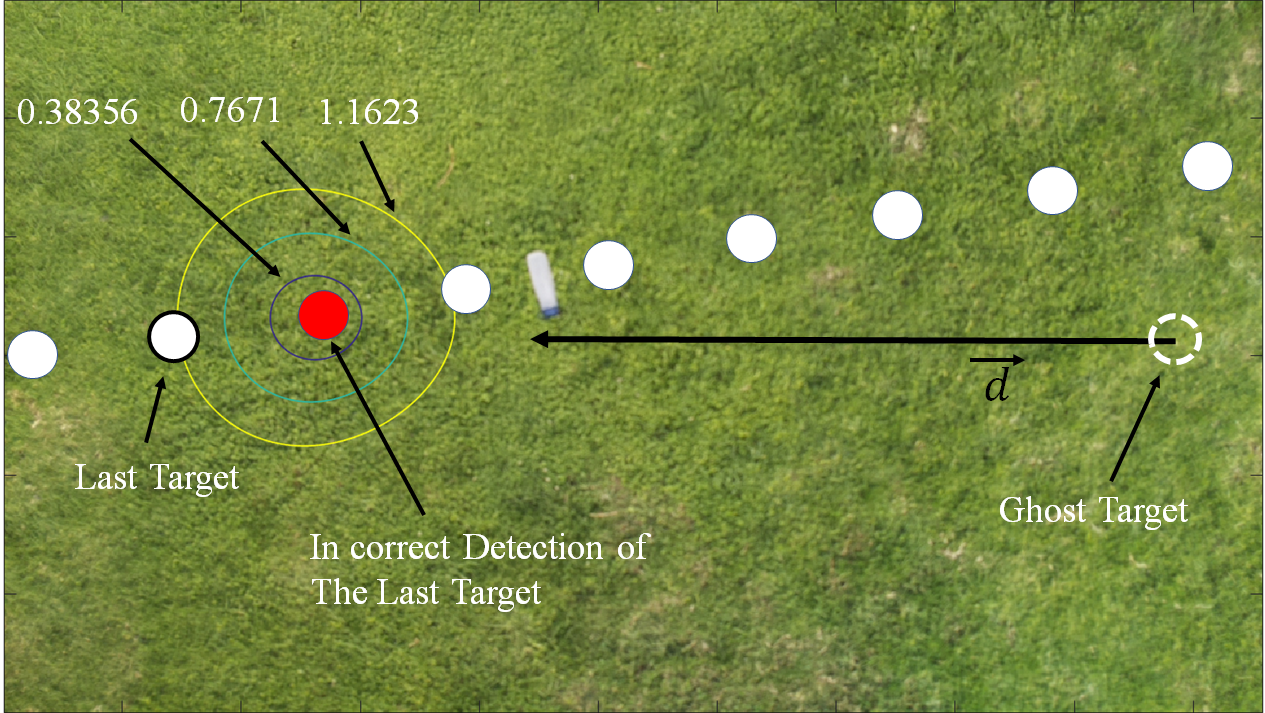 0.38356 0.7671 1.1623
d
Last Target
Ghost Target
In correct Detection of
The Last Target